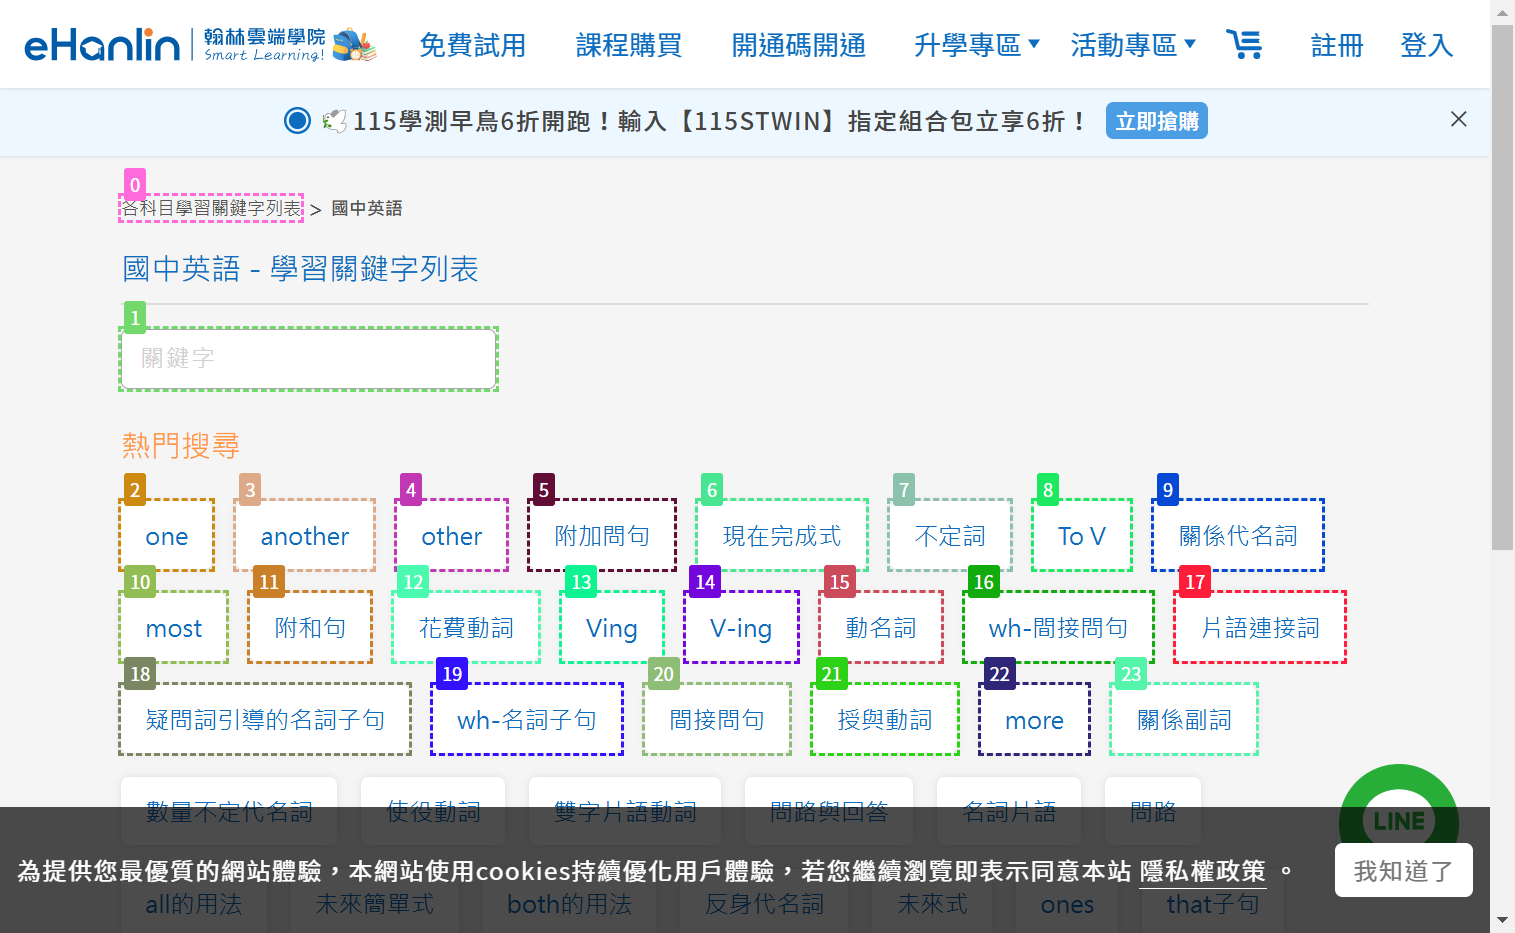 eHanlin 翰林雲端學院 Smart Learning! 免費試用 課程購買 開通碼開通 升學專區 活動專區 註冊 登入
115學測早鳥6折開跑！輸入【115STWIN】指定組合包立享6折！ 立即搶購
0
各科目學習關鍵字列表 > 國中英語
國中英語 - 學習關鍵字列表
1
關鍵字
熱門搜尋
2 3 4 5 6 7 8 9
one another other 附加問句 現在完成式 不定詞 To V 關係代名詞
10 11 12 13 14 15 16 17
most 附和句 花費動詞 Ving V-ing 動名詞 wh-間接問句 片語連接詞
18 19 20 21 22 23
疑問詞引導的名詞子句 wh-名詞子句 間接問句 授與動詞 more 關係副詞
數量不定代名詞 使役動詞 雙字片語動詞 問路與回答 名詞片語 問路
LINE
為提供您最優質的網站體驗，本網站使用cookies持續優化用戶體驗，若您繼續瀏覽即表示同意本站 隱私權政策 。 我知道了
all的用法 未來簡單式 both的用法 反身代名詞 未來式 ones that子句